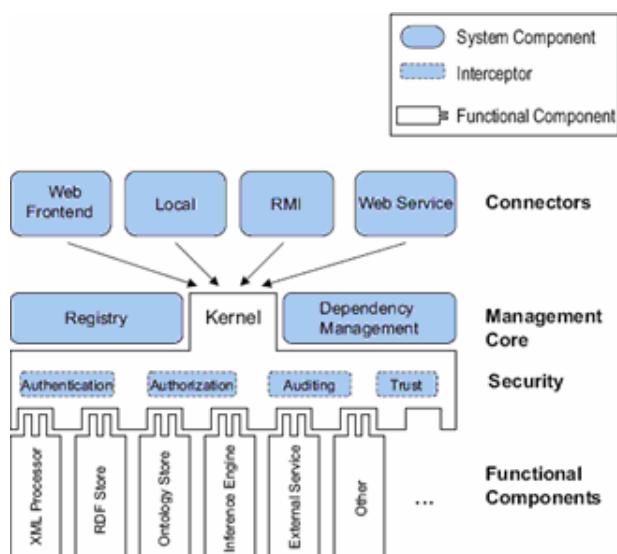 System Component
Interceptor
Functional Component
Web
Frontend
Local
RMI
Web Service
Connectors
Registry
Kernel
Dependency
Management
Management
Core
Authentication
Authorization
Auditing
Trust
Security
XML Processor
RDF Store
Ontology Store
Inference Engine
External Service
Other
...
Functional
Components